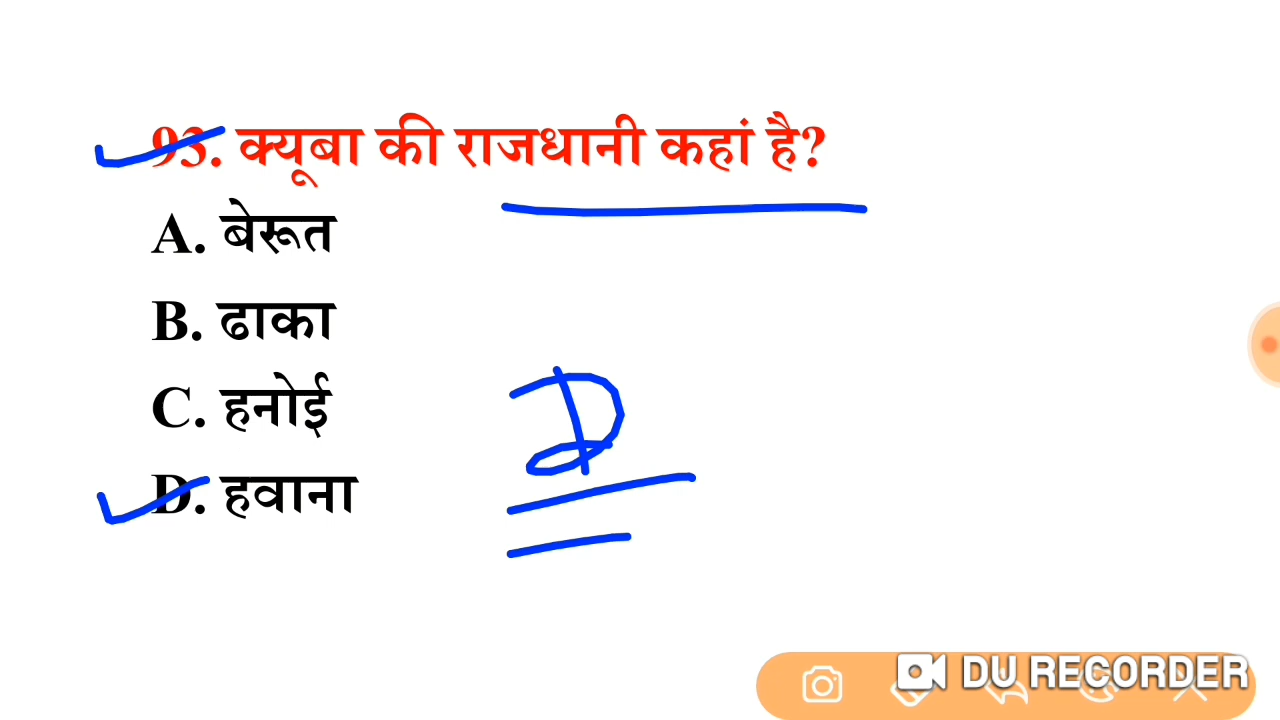 93. क्यूबा की राजधानी कहां है?
A. बेरूत
B. ढाका
C. हनोई
D. हवाना
D
DU RECORDER